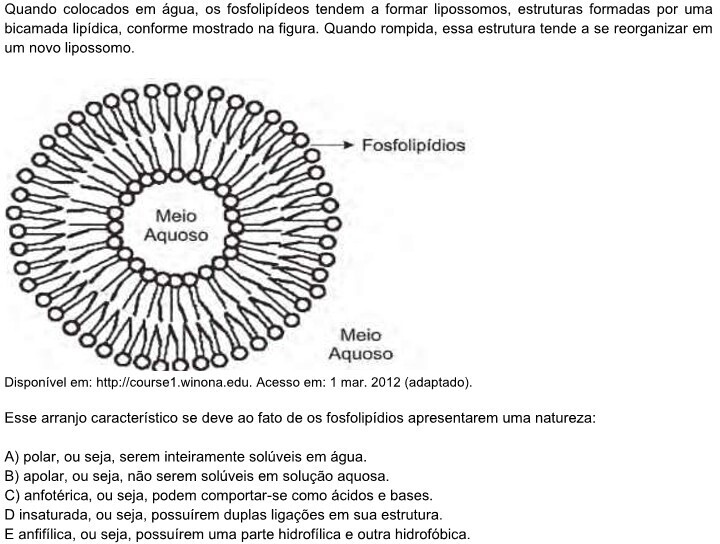 Quando colocados em água, os fosfolipídeos tendem a formar lipossomos, estruturas formadas por uma
bicamada lipídica, conforme mostrado na figura. Quando rompida, essa estrutura tende a se reorganizar em
um novo lipossomo.
Fosfolipídios
Meio
Aquoso
Meio
Aquoso
Disponível em: http://course1.winona.edu. Acesso em: 1 mar. 2012 (adaptado).
Esse arranjo característico se deve ao fato de os fosfolipídios apresentarem uma natureza:
A) polar, ou seja, serem inteiramente solúveis em água.
B) apolar, ou seja, não serem solúveis em solução aquosa.
C) anfotérica, ou seja, podem comportar-se como ácidos e bases.
D insaturada, ou seja, possuírem duplas ligações em sua estrutura.
E anfifílica, ou seja, possuírem uma parte hidrofílica e outra hidrofóbica.